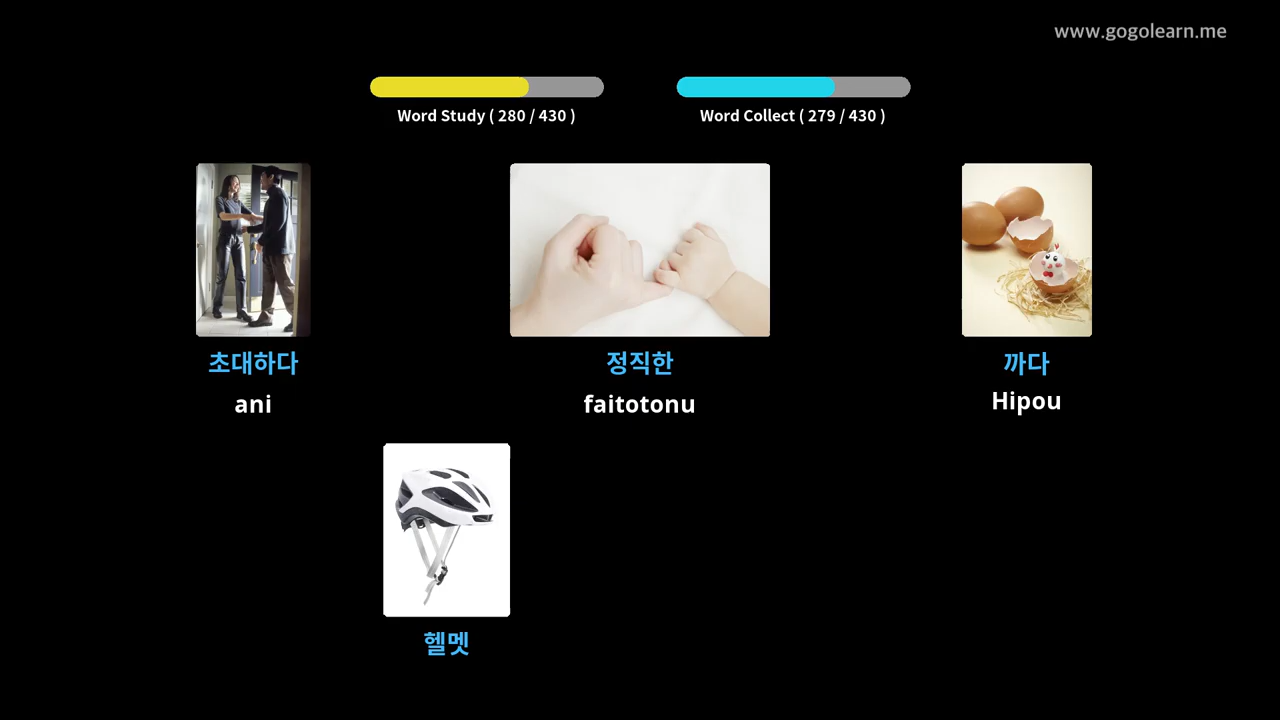 www.gogolearn.me
Word Study ( 280 / 430 )
Word Collect ( 279 / 430 )
초대하다
정직한
까다
ani
faitotonu
Hipou
헬멧